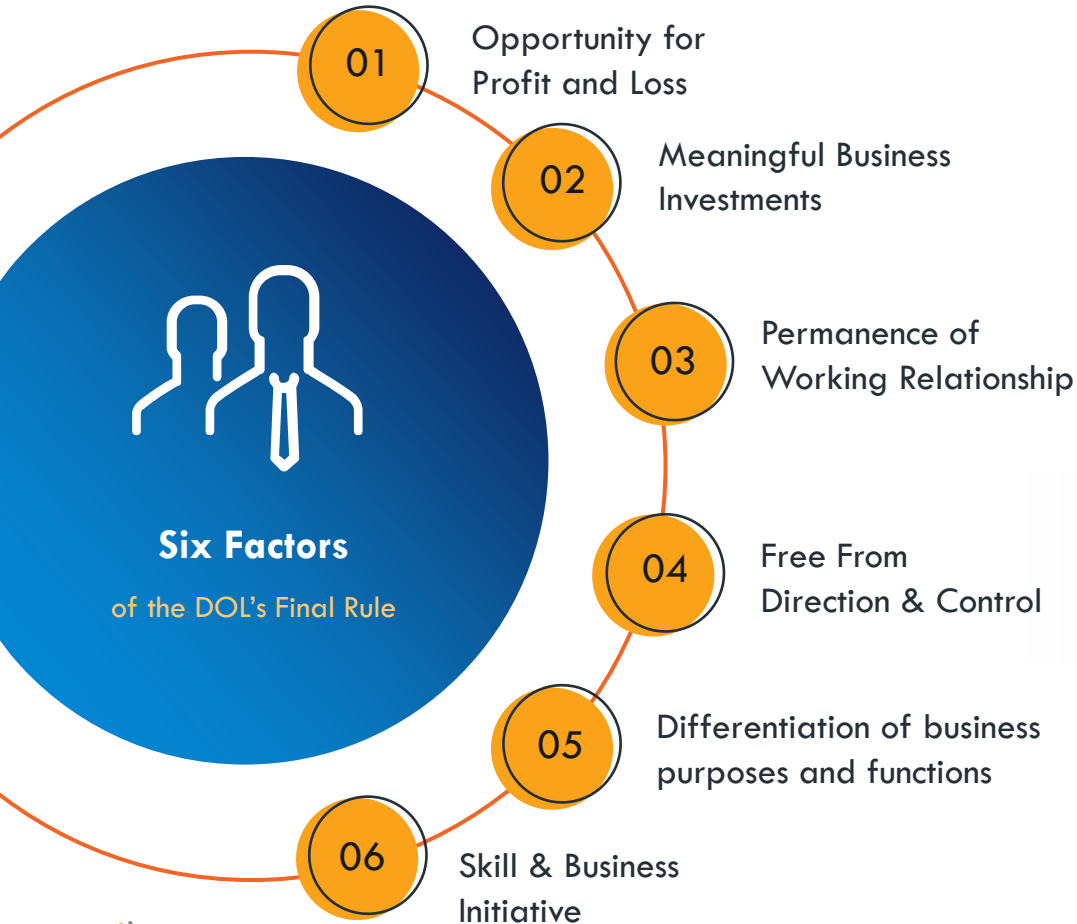 01
Opportunity for
Profit and Loss
02
Meaningful Business
Investments
03
Permanence of
Working Relationship
Six Factors
of the DOL's Final Rule
04
Free From
Direction & Control
05
Differentiation of business
purposes and functions
06
Skill & Business
Initiative